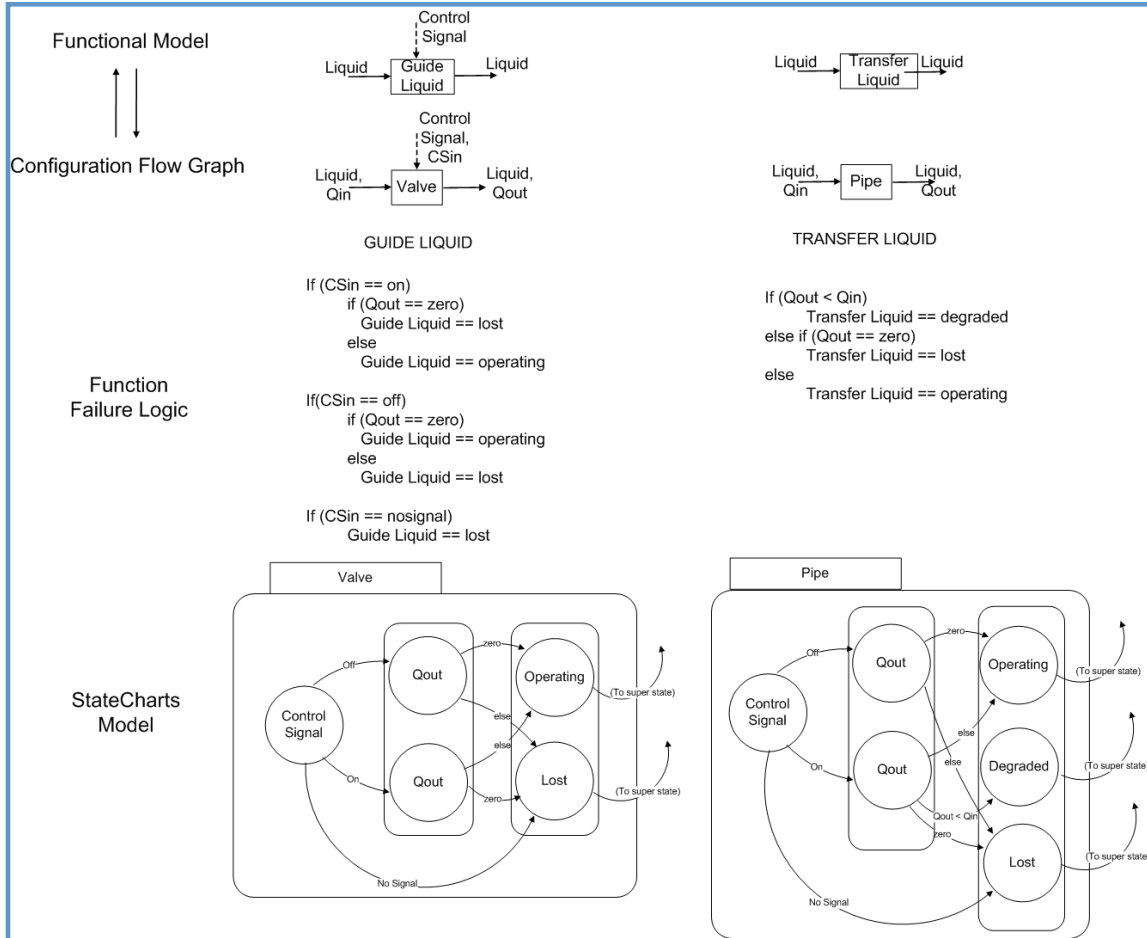 Functional Model
Control
Signal
Liquid
Guide
Liquid
Liquid
Liquid
Transfer
Liquid
Liquid
Configuration Flow Graph
Control
Signal,
CSin
Liquid,
Qin
Valve
Liquid,
Qout
Liquid,
Qin
Pipe
Liquid,
Qout
GUIDE LIQUID
TRANSFER LIQUID
Function
Failure Logic
If (CSin == on)
if (Qout == zero)
Guide Liquid == lost
else
Guide Liquid == operating
If(CSin == off)
if (Qout == zero)
Guide Liquid == operating
else
Guide Liquid == lost
If (CSin == nosignal)
Guide Liquid == lost
If (Qout < Qin)
Transfer Liquid == degraded
else if (Qout == zero)
Transfer Liquid == lost
else
Transfer Liquid == operating
StateCharts
Model
Valve
Control
Signal
Off
On
No Signal
Qout
Qout
zero
else
else
zero
Operating
Lost
(To super state)
(To super state)
Pipe
Control
Signal
Off
On
No Signal
Qout
Qout
zero
else
else
Qout < Qin
zero
Operating
Degraded
Lost
(To super state)
(To super state)
(To super state)